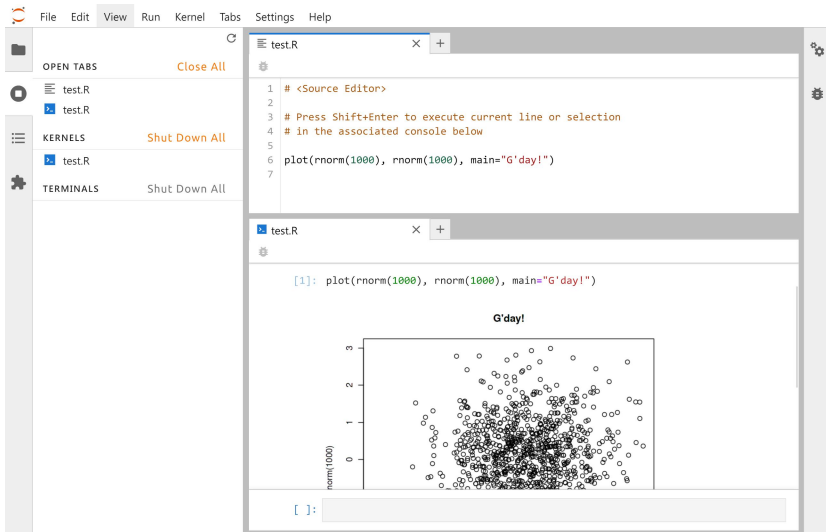 File Edit View Run Kernel Tabs Settings Help
OPEN TABS Close All
test.R
test.R
KERNELS Shut Down All
test.R
TERMINALS Shut Down All
test.R
1 # <Source Editor>
2
3 # Press Shift+Enter to execute current line or selection
4 # in the associated console below
5
6 plot(rnorm(1000), rnorm(1000), main="G'day!")
7
test.R
[1]: plot(rnorm(1000), rnorm(1000), main="G'day!")
G'day!
3
2
1
0
norm(1000)
[ ]: